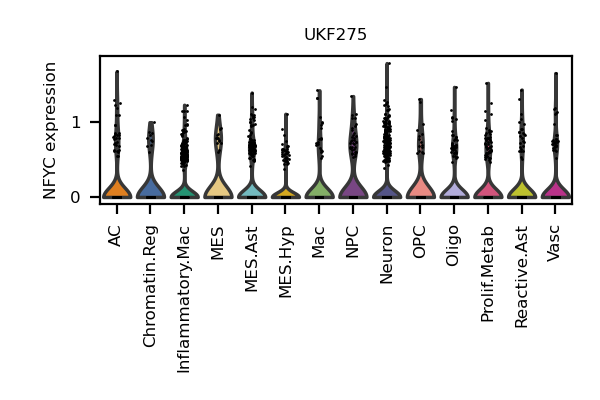 UKF275
NFYC expression
1
0
AC
Chromatin.Reg
Inflammatory.Mac
MES
MES.Ast
MES.Hyp
Mac
NPC
Neuron
OPC
Oligo
Prolif.Metab
Reactive.Ast
Vasc